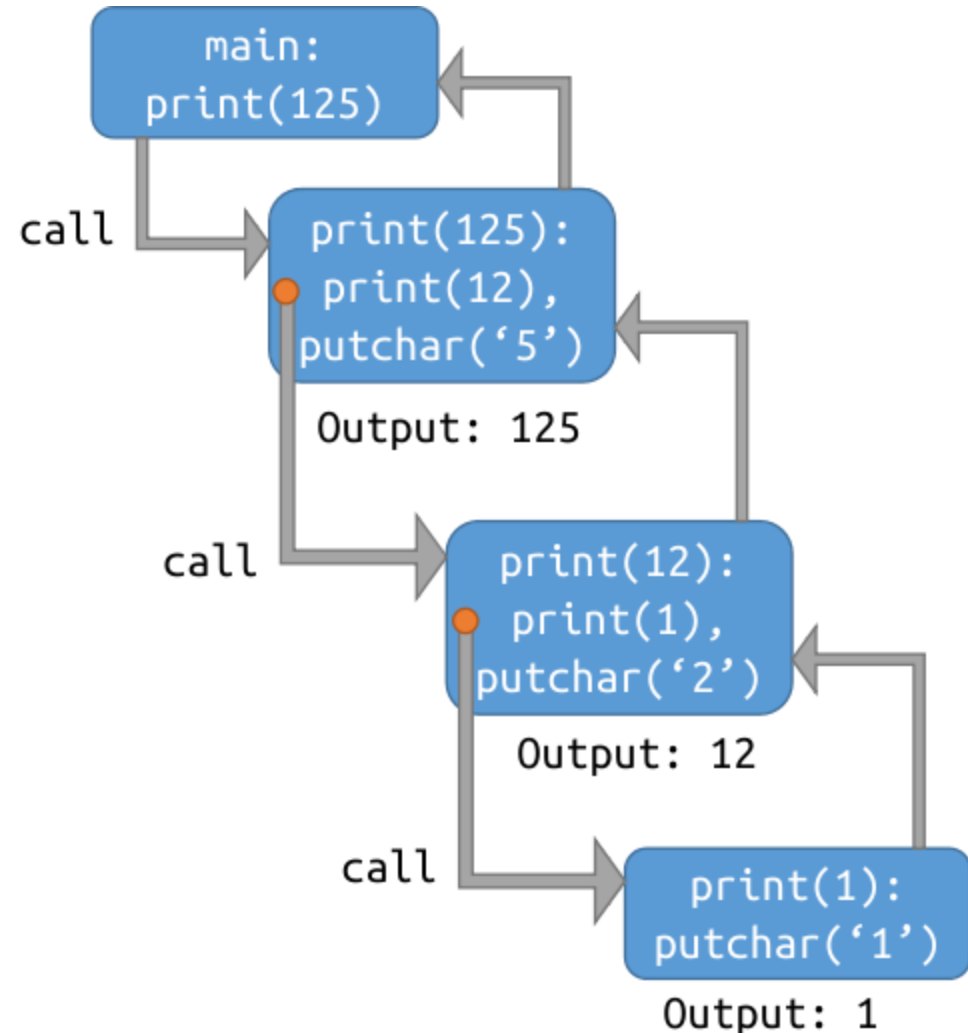 main:
print(125)
call
print(125):
print(12),
putchar(‘5’)
Output: 125
call
print(12):
print(1),
putchar(‘2’)
Output: 12
call
print(1):
putchar(‘1’)
Output: 1